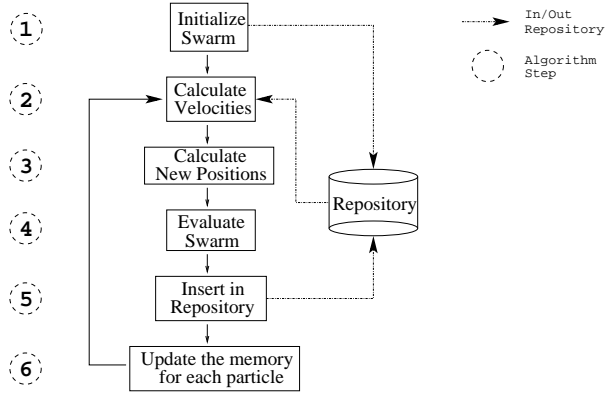 1
Initialize
Swarm
In/Out
Repository
Algorithm
Step
2
Calculate
Velocities
3
Calculate
New Positions
Repository
4
Evaluate
Swarm
5
Insert in
Repository
6
Update the memory
for each particle